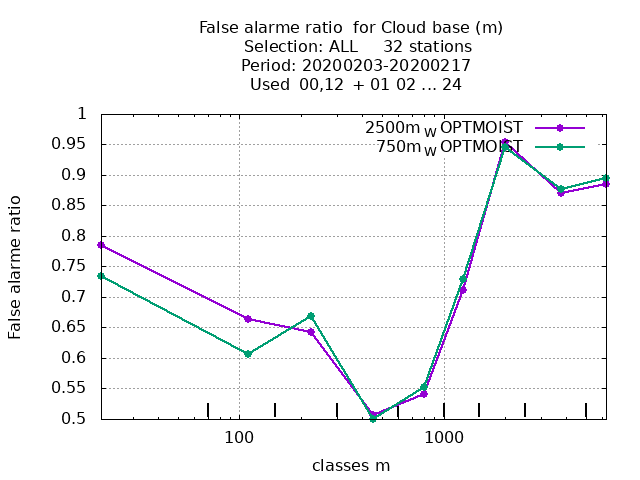 False alarme ratio  for Cloud base (m)
Selection: ALL     32 stations
Period: 20200203-20200217
Used  00,12  + 01 02 ... 24
2500m_W OPTMOIST
750m_W OPTMOIST
1
0.95
0.9
0.85
0.8
0.75
0.7
0.65
0.6
0.55
0.5
False alarme ratio
100 1000
classes m